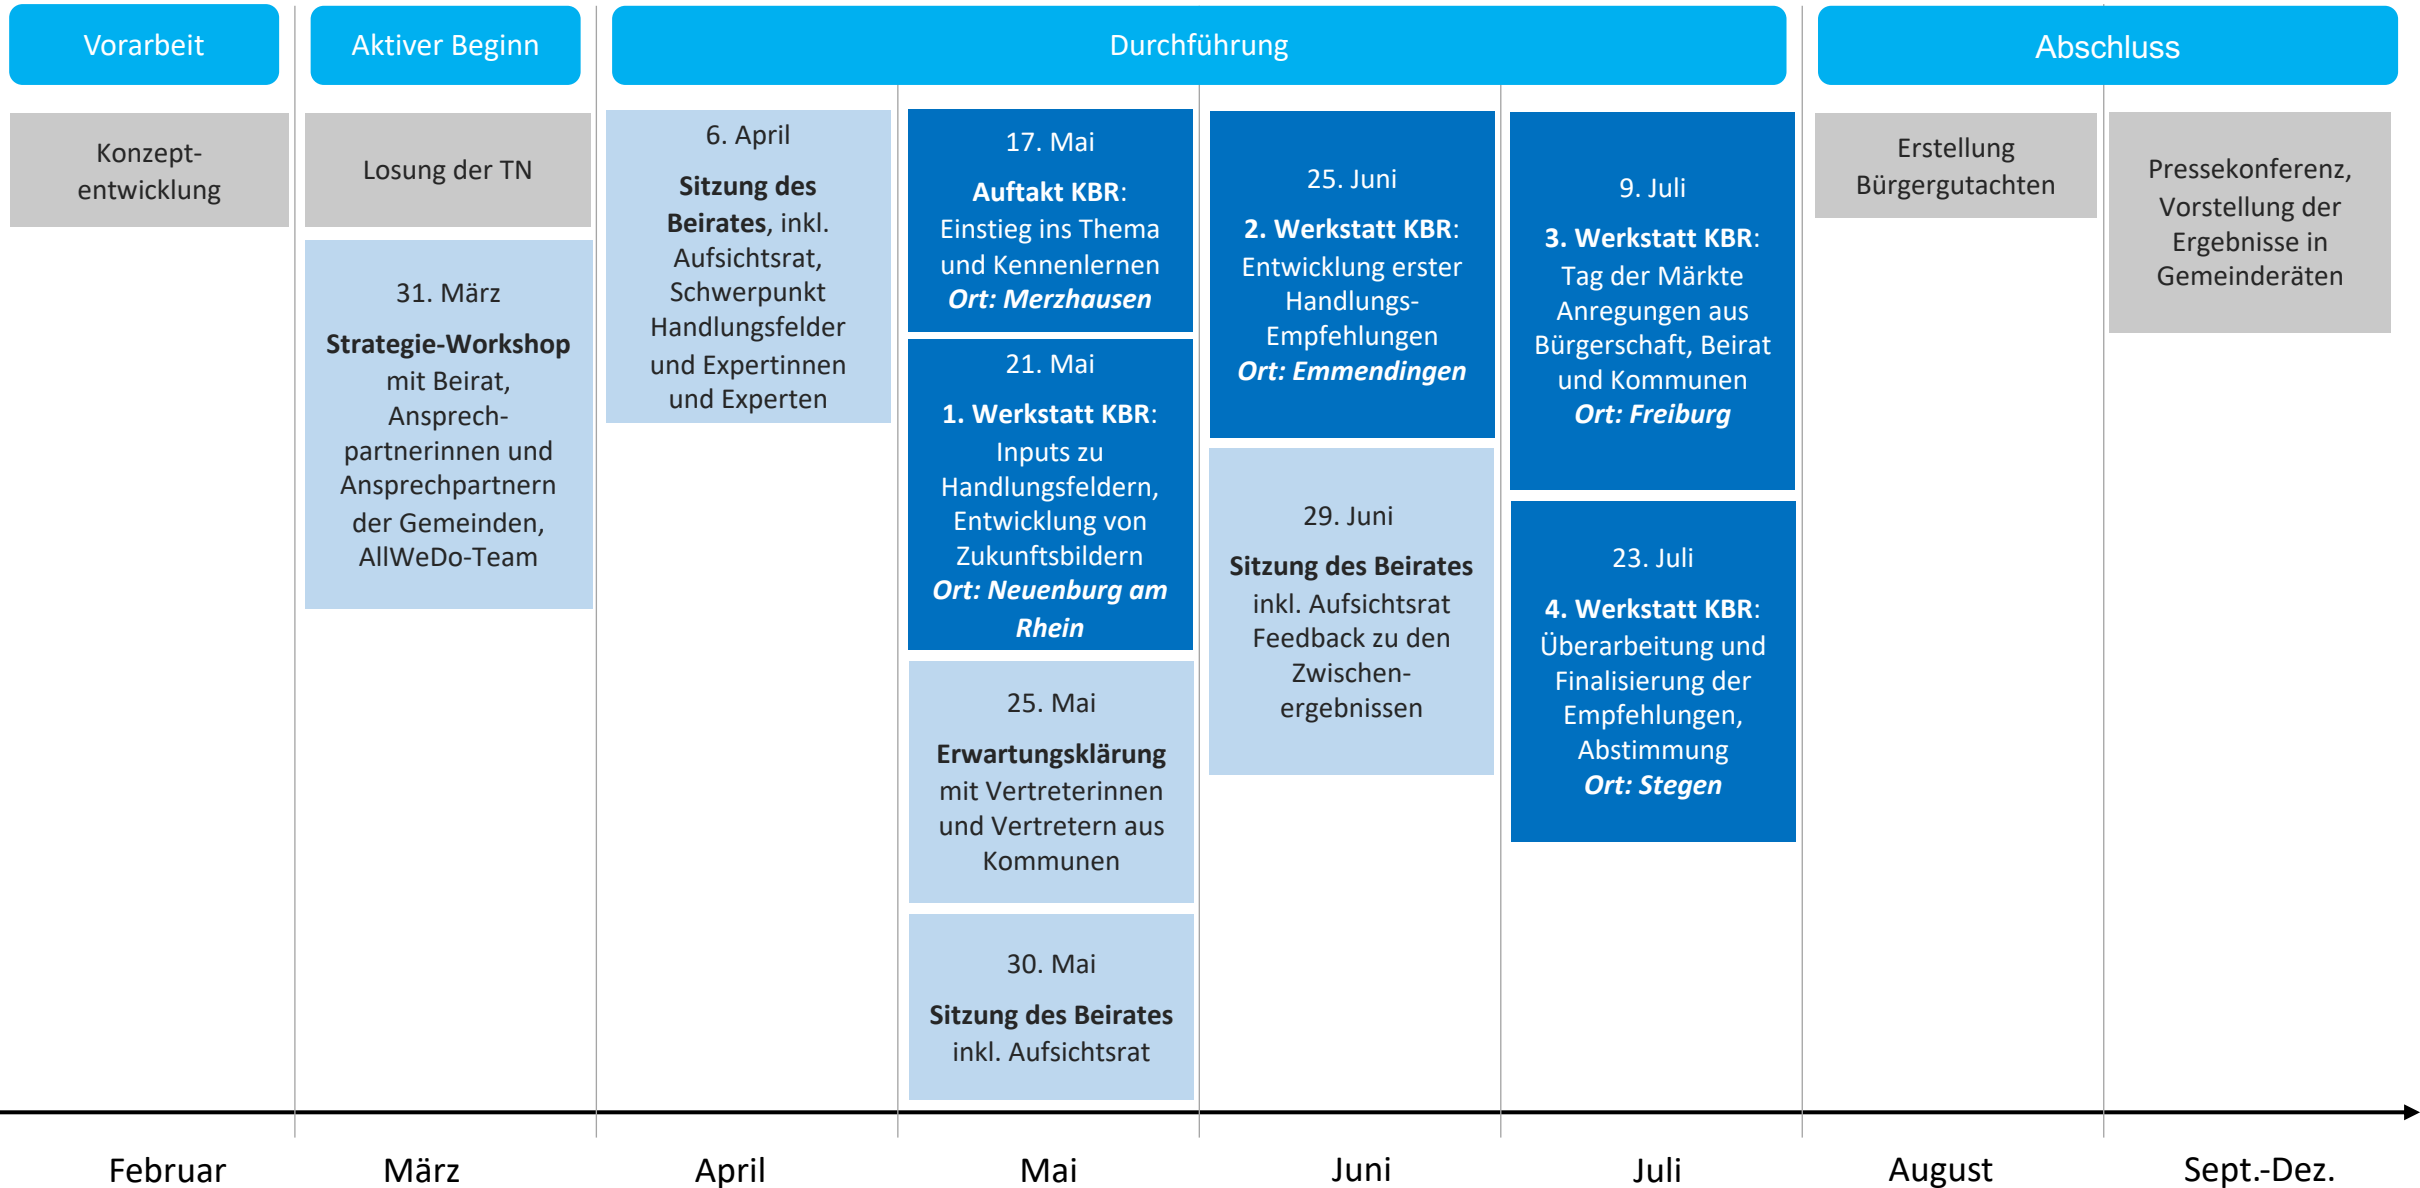 Vorarbeit
Aktiver Beginn
Durchführung
Abschluss
Konzept-
entwicklung
Losung der TN
31. März
Strategie-Workshop
mit Beirat,
Ansprech-
partnerinnen und
Ansprechpartnern
der Gemeinden,
AllWeDo-Team
6. April
Sitzung des
Beirates, inkl.
Aufsichtsrat,
Schwerpunkt
Handlungsfelder
und Expertinnen
und Experten
17. Mai
Auftakt KBR:
Einstieg ins Thema
und Kennenlernen
Ort: Merzhausen
21. Mai
1. Werkstatt KBR:
Inputs zu
Handlungsfeldern,
Entwicklung von
Zukunftsbildern
Ort: Neuenburg am
Rhein
25. Mai
Erwartungsklärung
mit Vertreterinnen
und Vertretern aus
Kommunen
30. Mai
Sitzung des Beirates
inkl. Aufsichtsrat
25. Juni
2. Werkstatt KBR:
Entwicklung erster
Handlungs-
Empfehlungen
Ort: Emmendingen
29. Juni
Sitzung des Beirates
inkl. Aufsichtsrat
Feedback zu den
Zwischen-
ergebnissen
9. Juli
3. Werkstatt KBR:
Tag der Märkte
Anregungen aus
Bürgerschaft, Beirat
und Kommunen
Ort: Freiburg
23. Juli
4. Werkstatt KBR:
Überarbeitung und
Finalisierung der
Empfehlungen,
Abstimmung
Ort: Stegen
Erstellung
Bürgergutachten
Pressekonferenz,
Vorstellung der
Ergebnisse in
Gemeinderäten
Februar
März
April
Mai
Juni
Juli
August
Sept.-Dez.